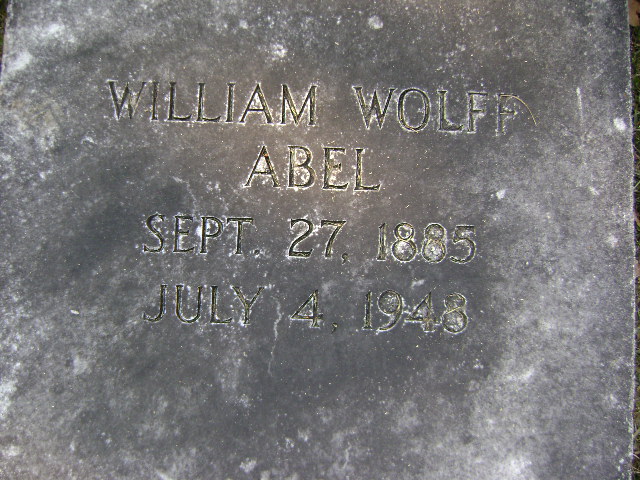 WILLIAM WOLFF
ABEL
SEPT. 27, 1885
JULY 4, 1948